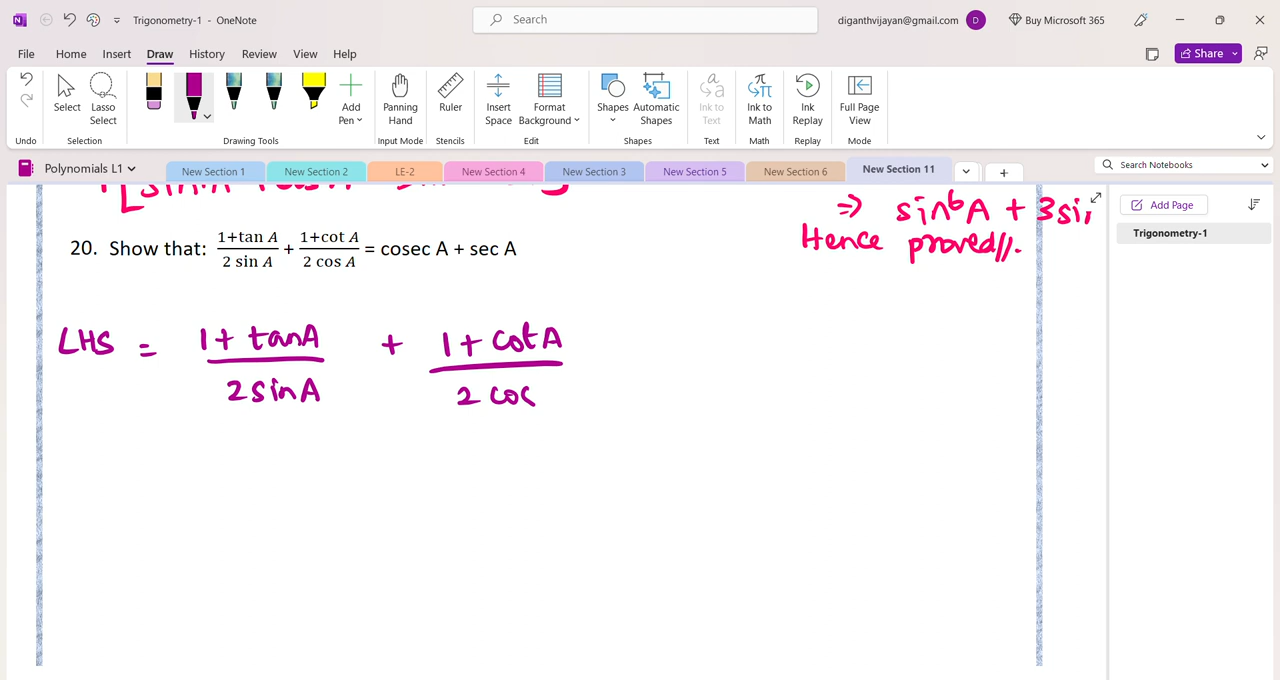 Trigonometry-1 - OneNote
Search
diganthvijayan@gmail.com D
Buy Microsoft 365
File Home Insert Draw History Review View Help
Share
Undo
Select
Lasso Select
Selection
Drawing Tools
Add Pen
Panning Hand
Input Mode
Ruler
Stencils
Insert Space
Format Background
Edit
Shapes
Automatic Shapes
Shapes
Ink to Text
Text
Ink to Math
Math
Ink Replay
Replay
Full Page View
Mode
Polynomials L1
New Section 1 New Section 2 LE-2 New Section 4 New Section 3 New Section 5 New Section 6 New Section 11 +
Search Notebooks
Add Page
Trigonometry-1
⇒ sin⁶A + 3si
Hence proved//.
20. Show that: (1+tan A)/(2 sin A) + (1+cot A)/(2 cos A) = cosec A + sec A
LHS = (1 + tanA)/(2 sinA) + (1 + cotA)/(2 cos